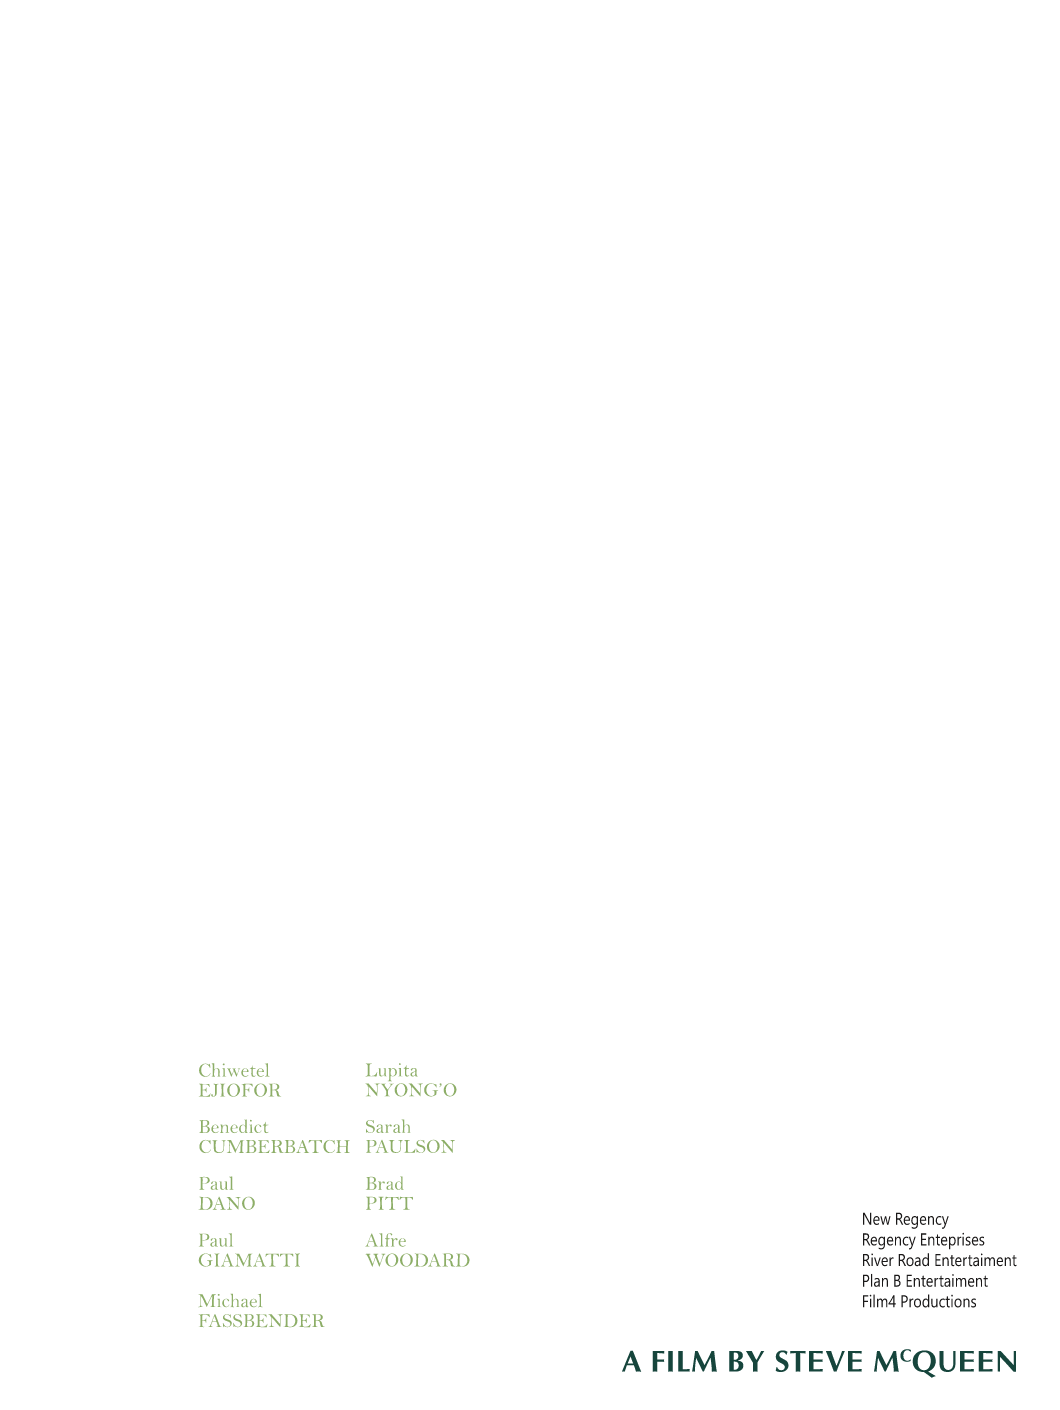 Chiwetel
EJIOFOR
Benedict
CUMBERBATCH
Paul
DANO
Paul
GIAMATTI
Michael
FASSBENDER
Lupita
NYONG'O
Sarah
PAULSON
Brad
PITT
Alfre
WOODARD
New Regency
Regency Enteprises
River Road Entertaiment
Plan B Entertaiment
Film4 Productions
A FILM BY STEVE MCQUEEN